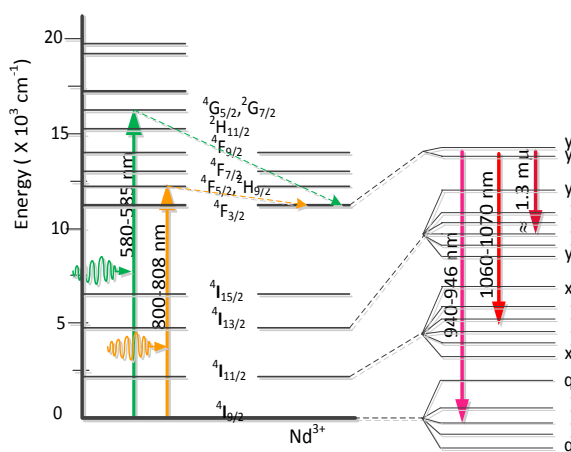 Energy ( X 10³ cm⁻¹)
20
15
10
5
0
⁴G₅/₂,²G₇/₂
²H₁₁/₂
⁴F₉/₂
⁴F₇/₂
⁴F₅/₂,²H₉/₂
⁴F₃/₂
⁴I₁₅/₂
⁴I₁₃/₂
⁴I₁₁/₂
⁴I₉/₂
Nd³⁺
580-585 nm
800-808 nm
940-946 nm
1060-1070 nm
1.3 mµ
≈
y
y
y
y
x
x
q
q